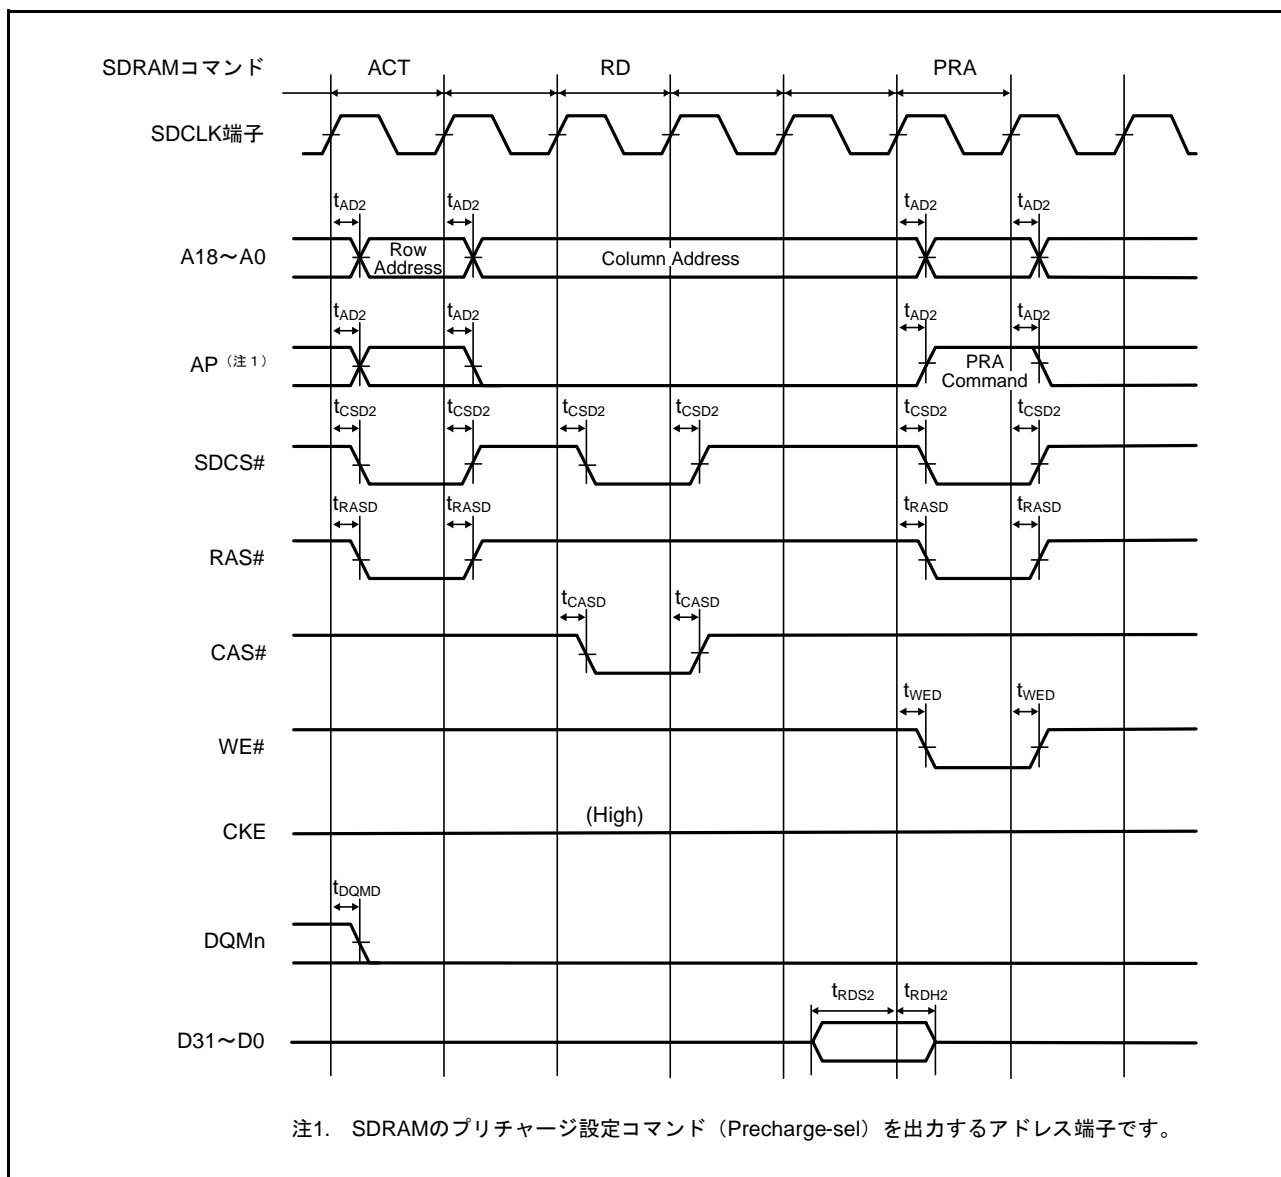 SDRAMコマンド ACT RD PRA
SDCLK端子
tAD2 tAD2 tAD2 tAD2
A18～A0 Row Address Column Address
tAD2 tAD2 tAD2 tAD2
AP（注1） PRA Command
tCSD2 tCSD2 tCSD2 tCSD2 tCSD2 tCSD2
SDCS#
tRASD tRASD tRASD tRASD
RAS#
tCASD tCASD
CAS#
tWED tWED
WE#
(High)
CKE
tDQMD
DQMn
tRDS2 tRDH2
D31～D0
注1. SDRAMのプリチャージ設定コマンド（Precharge-sel）を出力するアドレス端子です。